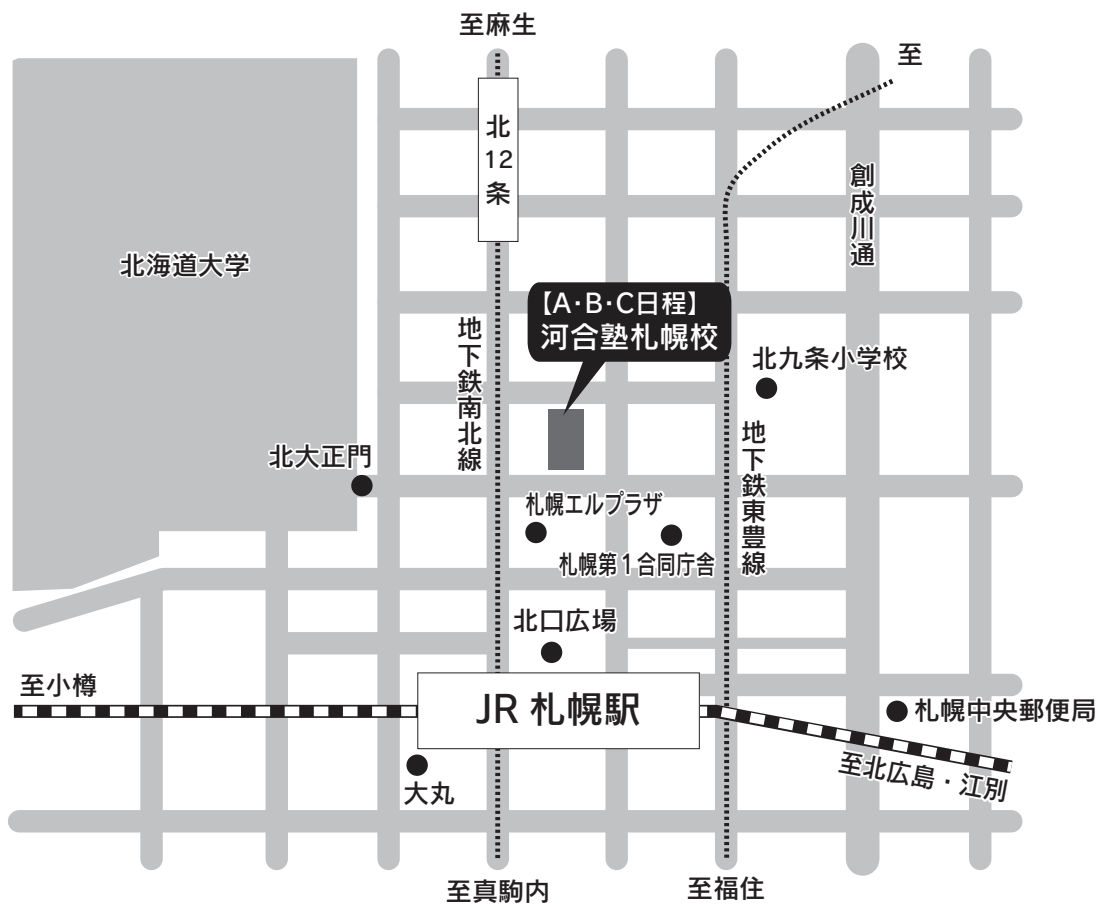 至麻生
至
北12条
創成川通
北海道大学
【A・B・C日程】
河合塾札幌校
地下鉄南北線
北九条小学校
地下鉄東豊線
北大正門
札幌エルプラザ
札幌第1合同庁舎
北口広場
至小樽
JR 札幌駅
札幌中央郵便局
至北広島・江別
大丸
至真駒内
至福住